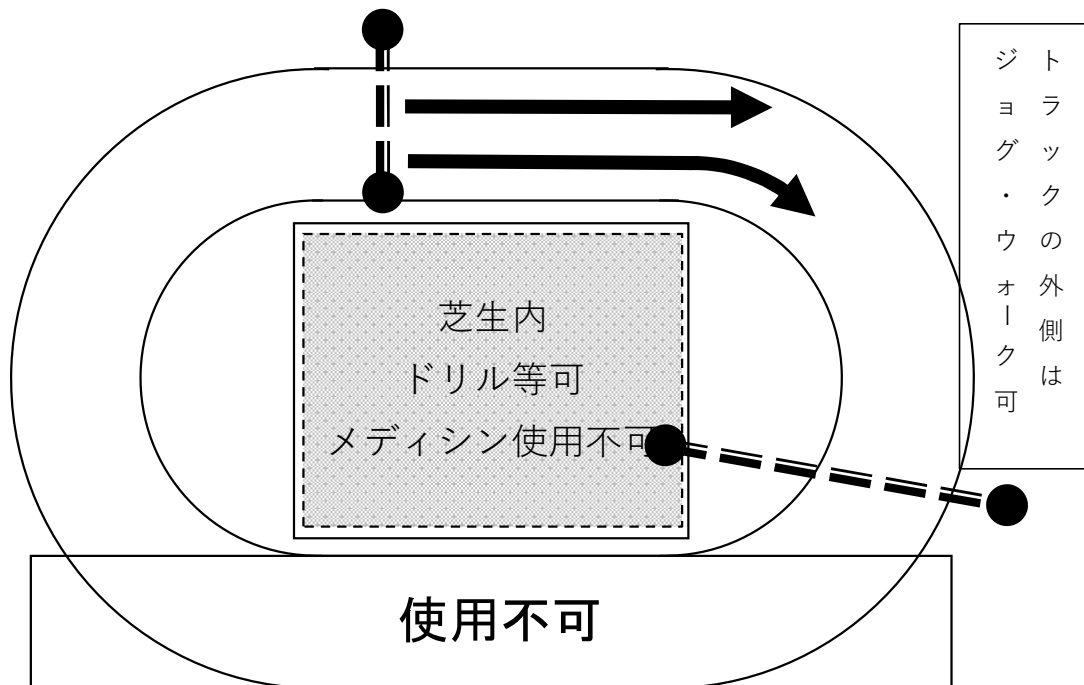 トラックの外側は
ジョグ・ウォーク可
芝生内
ドリル等可
メディシン使用不可
使用不可